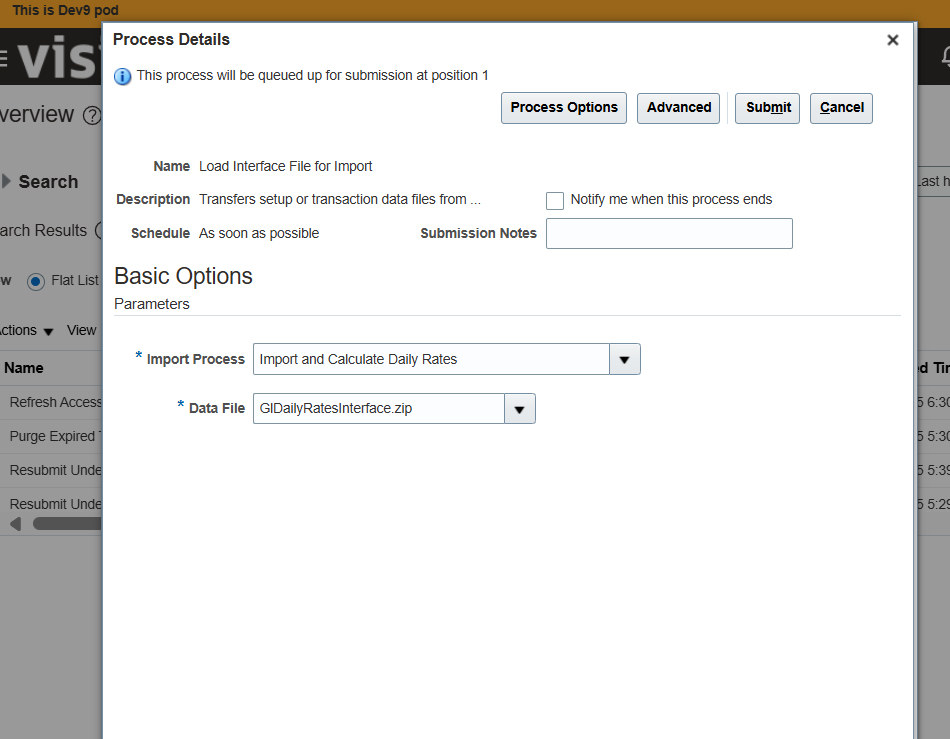 This is Dev9 pod
vis
Process Details
This process will be queued up for submission at position 1
Process Options Advanced Submit Cancel
verview ?
Name Load Interface File for Import
Search
Last h
Description Transfers setup or transaction data files from ... Notify me when this process ends
arch Results
Schedule As soon as possible Submission Notes
w Flat List
Basic Options
Parameters
ctions View
* Import Process Import and Calculate Daily Rates
Name
d Tim
* Data File GlDailyRatesInterface.zip
Refresh Access
5 6:30
Purge Expired
5 5:30
Resubmit Unde
5 5:39
Resubmit Unde
5 5:29